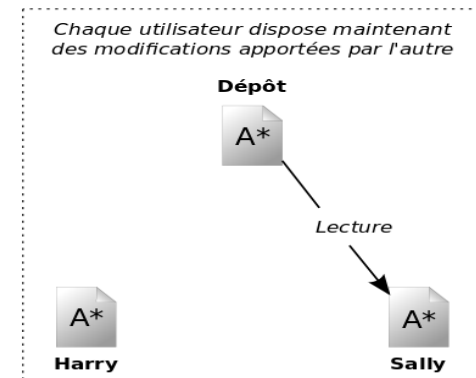 Chaque utilisateur dispose maintenant
des modifications apportées par l'autre
Dépôt
A*
Lecture
A*
A*
Harry
Sally